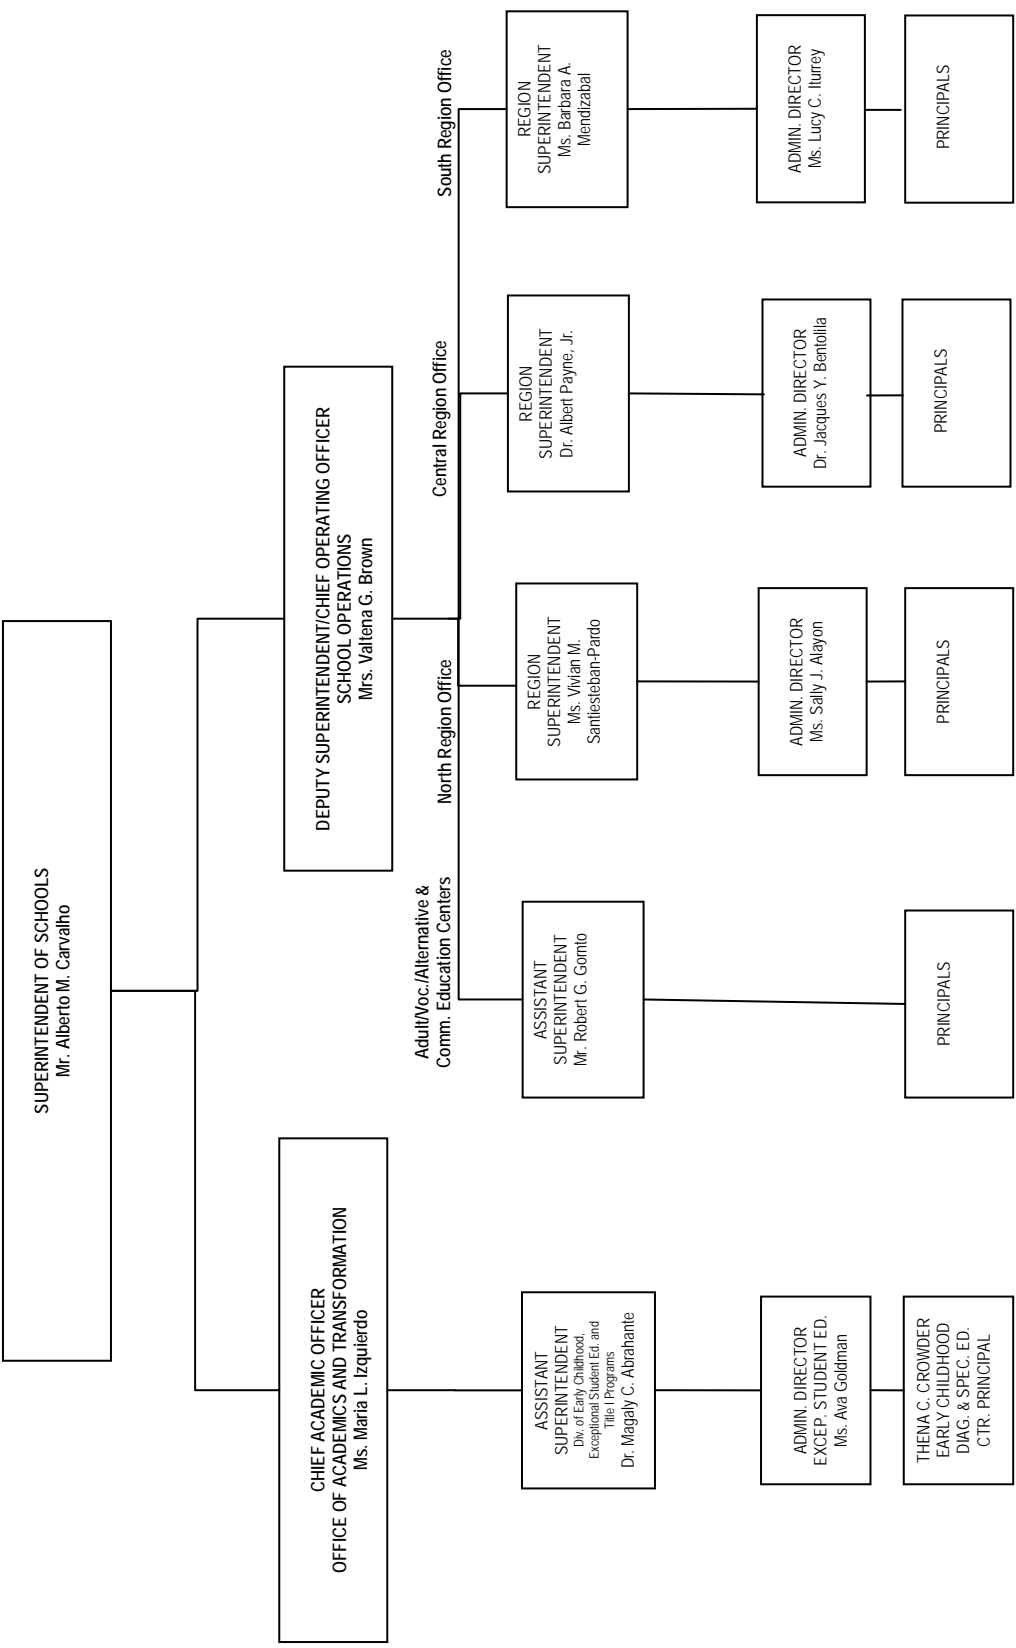 SUPERINTENDENT OF SCHOOLS
Mr. Alberto M. Carvalho
CHIEF ACADEMIC OFFICER
OFFICE OF ACADEMICS AND TRANSFORMATION
Ms. Maria L. Izquierdo
DEPUTY SUPERINTENDENT/CHIEF OPERATING OFFICER
SCHOOL OPERATIONS
Mrs. Valtena G. Brown
Adult/Voc./Alternative &
Comm. Education Centers
North Region Office
Central Region Office
South Region Office
ASSISTANT
SUPERINTENDENT
Div. of Early Childhood,
Exceptional Student Ed. and
Title I Programs
Dr. Magaly C. Abrahante
ASSISTANT
SUPERINTENDENT
Mr. Robert G. Gornto
REGION
SUPERINTENDENT
Ms. Vivian M.
Santiesteban-Pardo
REGION
SUPERINTENDENT
Dr. Albert Payne, Jr.
REGION
SUPERINTENDENT
Ms. Barbara A.
Mendizabal
ADMIN. DIRECTOR
EXCEP. STUDENT ED.
Ms. Ava Goldman
ADMIN. DIRECTOR
Ms. Sally J. Alayon
ADMIN. DIRECTOR
Dr. Jacques Y. Bentolila
ADMIN. DIRECTOR
Ms. Lucy C. Iturrey
THENA C. CROWDER
EARLY CHILDHOOD
DIAG. & SPEC. ED.
CTR. PRINCIPAL
PRINCIPALS
PRINCIPALS
PRINCIPALS
PRINCIPALS